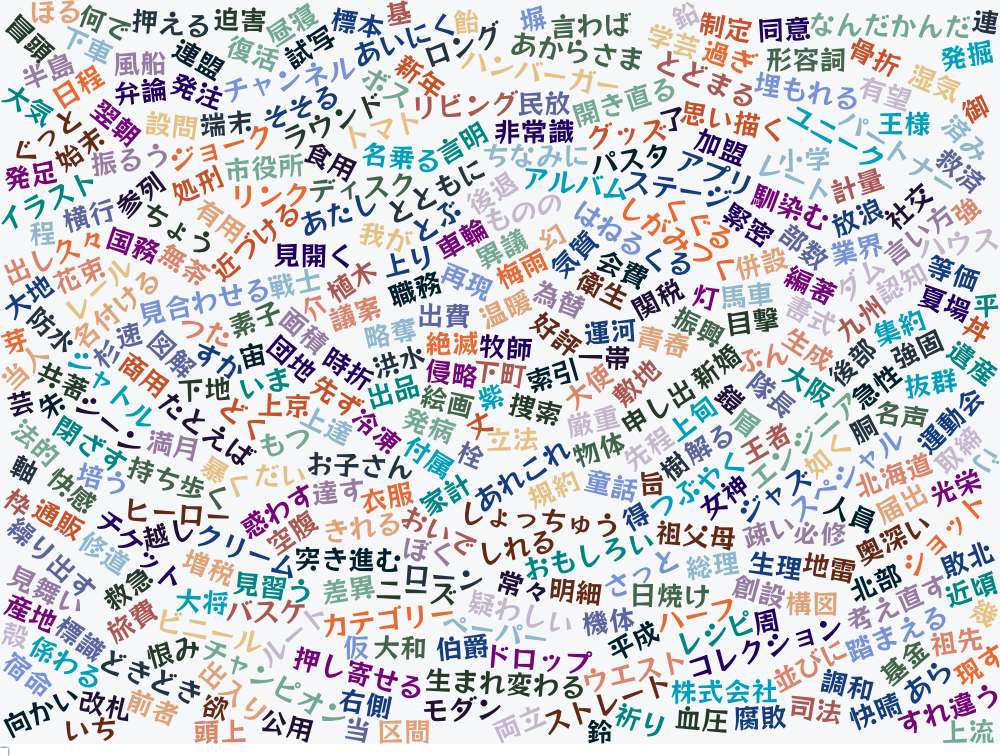 ほる
何で
押える
迫害
昼寝
標本
基
あいにく
飴
塀
言わば
鉛
制定
同意
なんだかんだ
連
冒頭
下車
連盟
復活
試写
ロング
あからさま
学芸
過ぎ
形容詞
骨折
発掘
半島
日程
風船
弁論
発注
チャンネル
ボス
新年
ハンバーガー
とどまる
埋もれる
有望
湿気
御
大気
翌朝
設問
端末
そそる
ラウンド
トマト
リビング
民放
開き直る
了
思い描く
ユニーク
パート
王様
済み
ぐっと
始末
振るう
ジョーク
市役所
食用
名乗る
言明
非常識
グッズ
加盟
小学
ナー
救済
発足
イラスト
横行
参列
処刑
リンク
ディスク
とともに
後退
ちなみに
パスタ
アプリ
レート
計量
社交
程
ちょう
有用
近づける
あたし
ととぶ
ものの
アルバム
ステージ
馴染む
放浪
言い方
強
出し
久々
国務
無茶
見開く
我が
上り
車輪
異議
幻
はねる
しがみつく
くぐる
緊密
部数
業界
ハウス
大地
花束
レール
名付ける
見合わせる
戦士
植木
介
議案
職務
再現
梅雨
気質
会費
くる
併設
編著
ダム
認知
等価
防水
芽
杉
速
図鑑
つた
素子
面積
略奪
出費
温暖
為替
衛生
関税
灯
馬車
喜式
九州
夏場
平
当人
共著
ジャトル
商用
すか
宙
団地
時折
洪水
絶滅
牧師
好評
運河
一帯
青春
振興
目撃
生成
後部
集約
丼
芸
朱
シーン
たとえば
下地
どく
いま
上京
先ず
出品
侵略
下町
索引
大使
敷地
新婚
ぶん
大阪
急性
強固
遺産
法的
閉ざす
満月
もつ
上達
冷凍
絵画
紫
丈
捜索
厳重
申し出
上向
隊長
胴
名声
抜群
軸
快感
培う
持ち歩く
暴く
だい
お子さん
付属
発病
栓
立法
物体
先程
解る
眉
王者
エンジニア
如く
運動会
枠
通販
チケット
ヒーロー
惑わす
達す
衣服
家計
あれこれ
規約
童話
台
樹
つぶやく
女神
ジャズ
スペシャル
北海道
取締
繰り出す
修道
越し
クリーム
空腹
きれる
おいで
しょっちゅう
得
祖父母
疎い
必修
人員
届出
光栄
見舞い
救急
増税
見習う
突き進む
ぼく
しれる
おもしろい
さっと
総理
生理
地雷
奥深い
ショット
産地
標識
旅費
大将
バスケ
差異
ニーズ
ローン
常々
明細
日焼け
創設
構図
北部
考え直す
敗北
近頃
殻
係わる
どきどき
恨み
ビニール
ルート
カテゴリー
疑わしい
機体
ハーフ
レシピ
周
踏まえる
峰
宿命
チャンピオン
仮
大和
伯爵
ペーパー
ドロップ
平成
コレクション
並びに
基金
祖先
向かい
改札
前者
出入り
欲
押し寄せる
生まれ変わる
ウエスト
株式会社
調和
あら
現す
いち
頭上
公用
右側
当
区間
モダン
両立
ストレート
鈴
祈り
血圧
腐敗
司法
快晴
すれ違う
上流